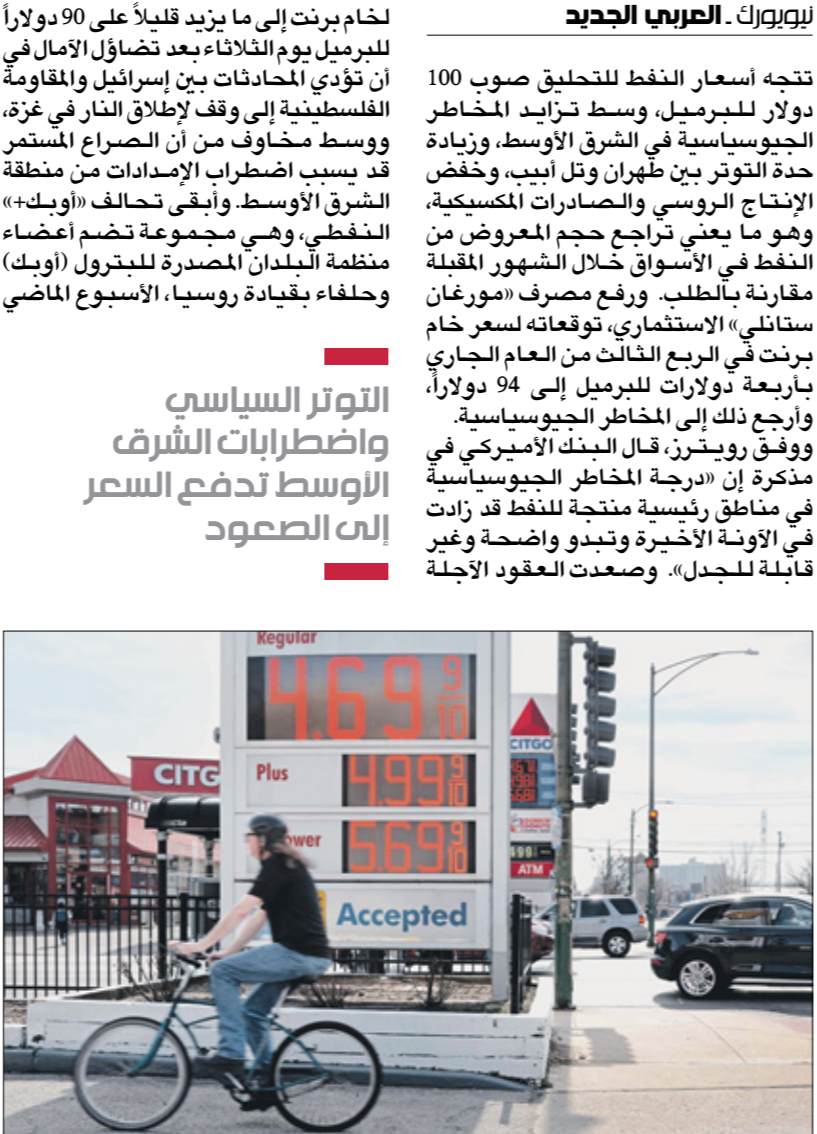 نيويورك ـ العربي الجديد
تتجه أسعار النفط للتحليق صوب 100
دولار للبرميل، وسط تزايد المخاطر
الجيوسياسية في الشرق الأوسط، وزيادة
حدة التوتر بين طهران وتل أبيب، وخفض
الإنتاج الروسي والصادرات المكسيكية،
وهو ما يعني تراجع حجم المعروض من
النفط في الأسواق خلال الشهور المقبلة
مقارنة بالطلب. ورفع مصرف «مورغان
ستانلي» الاستثماري، توقعاته لسعر خام
برنت في الربع الثالث من العام الجاري
بأربعة دولارات للبرميل إلى 94 دولاراً،
وأرجع ذلك إلى المخاطر الجيوسياسية.
ووفق رويترز، قال البنك الأميركي في
مذكرة إن «درجة المخاطر الجيوسياسية
في مناطق رئيسية منتجة للنفط قد زادت
في الآونة الأخيرة وتبدو واضحة وغير
قابلة للجدل». وصعدت العقود الآجلة
لخام برنت إلى ما يزيد قليلاً على 90 دولاراً
للبرميل يوم الثلاثاء بعد تضاؤل الآمال في
أن تؤدي المحادثات بين إسرائيل والمقاومة
الفلسطينية إلى وقف لإطلاق النار في غزة،
ووسط مخاوف من أن الصراع المستمر
قد يسبب اضطراب الإمدادات من منطقة
الشرق الأوسط. وأبقى تحالف «أوبك+»
النفطي، وهي مجموعة تضم أعضاء
منظمة البلدان المصدرة للبترول (أوبك)
وحلفاء بقيادة روسيا، الأسبوع الماضي
التوتر السياسي
واضطرابات الشرق
الأوسط تدفع السعر
إلى الصعود
Regular
4.69 9/10
Plus
4.99 9/10
ower
5.69 9/10
Accepted
CITG
CITGO
ATM